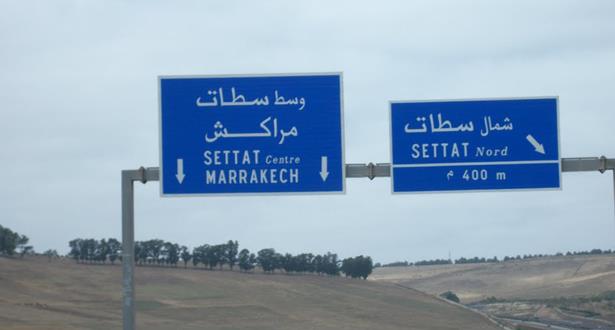 وسط سطات
مراكش
SETTAT Centre
MARRAKECH
شمال سطات
SETTAT Nord
400 m م